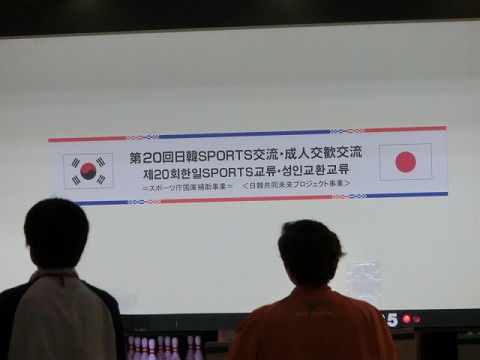 第20回日韓SPORTS交流・成人交歓交流
제20회한일SPORTS교류·성인교환교류
=スポーツ庁国庫補助事業= <日韓共同未来プロジェクト事業>